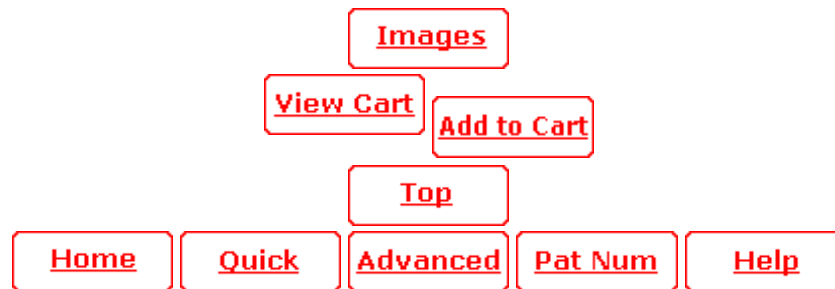 Images
View Cart
Add to Cart
Top
Home Quick Advanced Pat Num Help